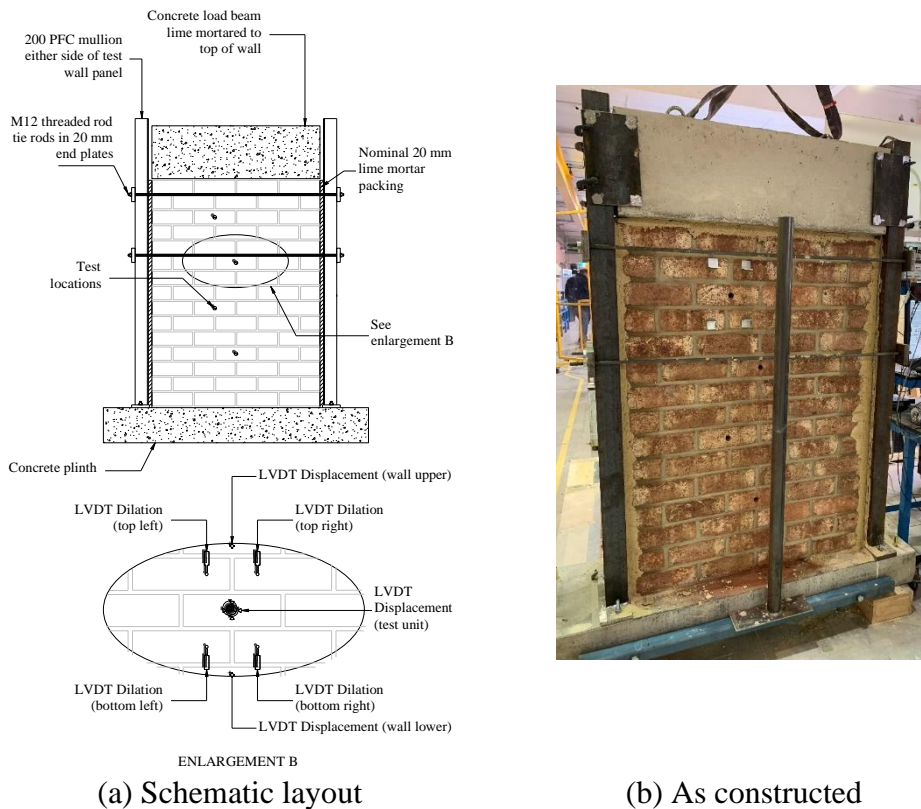 Concrete load beam
lime mortared to
top of wall
200 PFC mullion
either side of test
wall panel
M12 threaded rod
tie rods in 20 mm
end plates
Nominal 20 mm
lime mortar
packing
Test
locations
See
enlargement B
Concrete plinth
LVDT Displacement (wall upper)
LVDT Dilation
(top left)
LVDT Dilation
(top right)
LVDT
Displacement
(test unit)
LVDT Dilation
(bottom left)
LVDT Dilation
(bottom right)
LVDT Displacement (wall lower)
ENLARGEMENT B
(a) Schematic layout
(b) As constructed